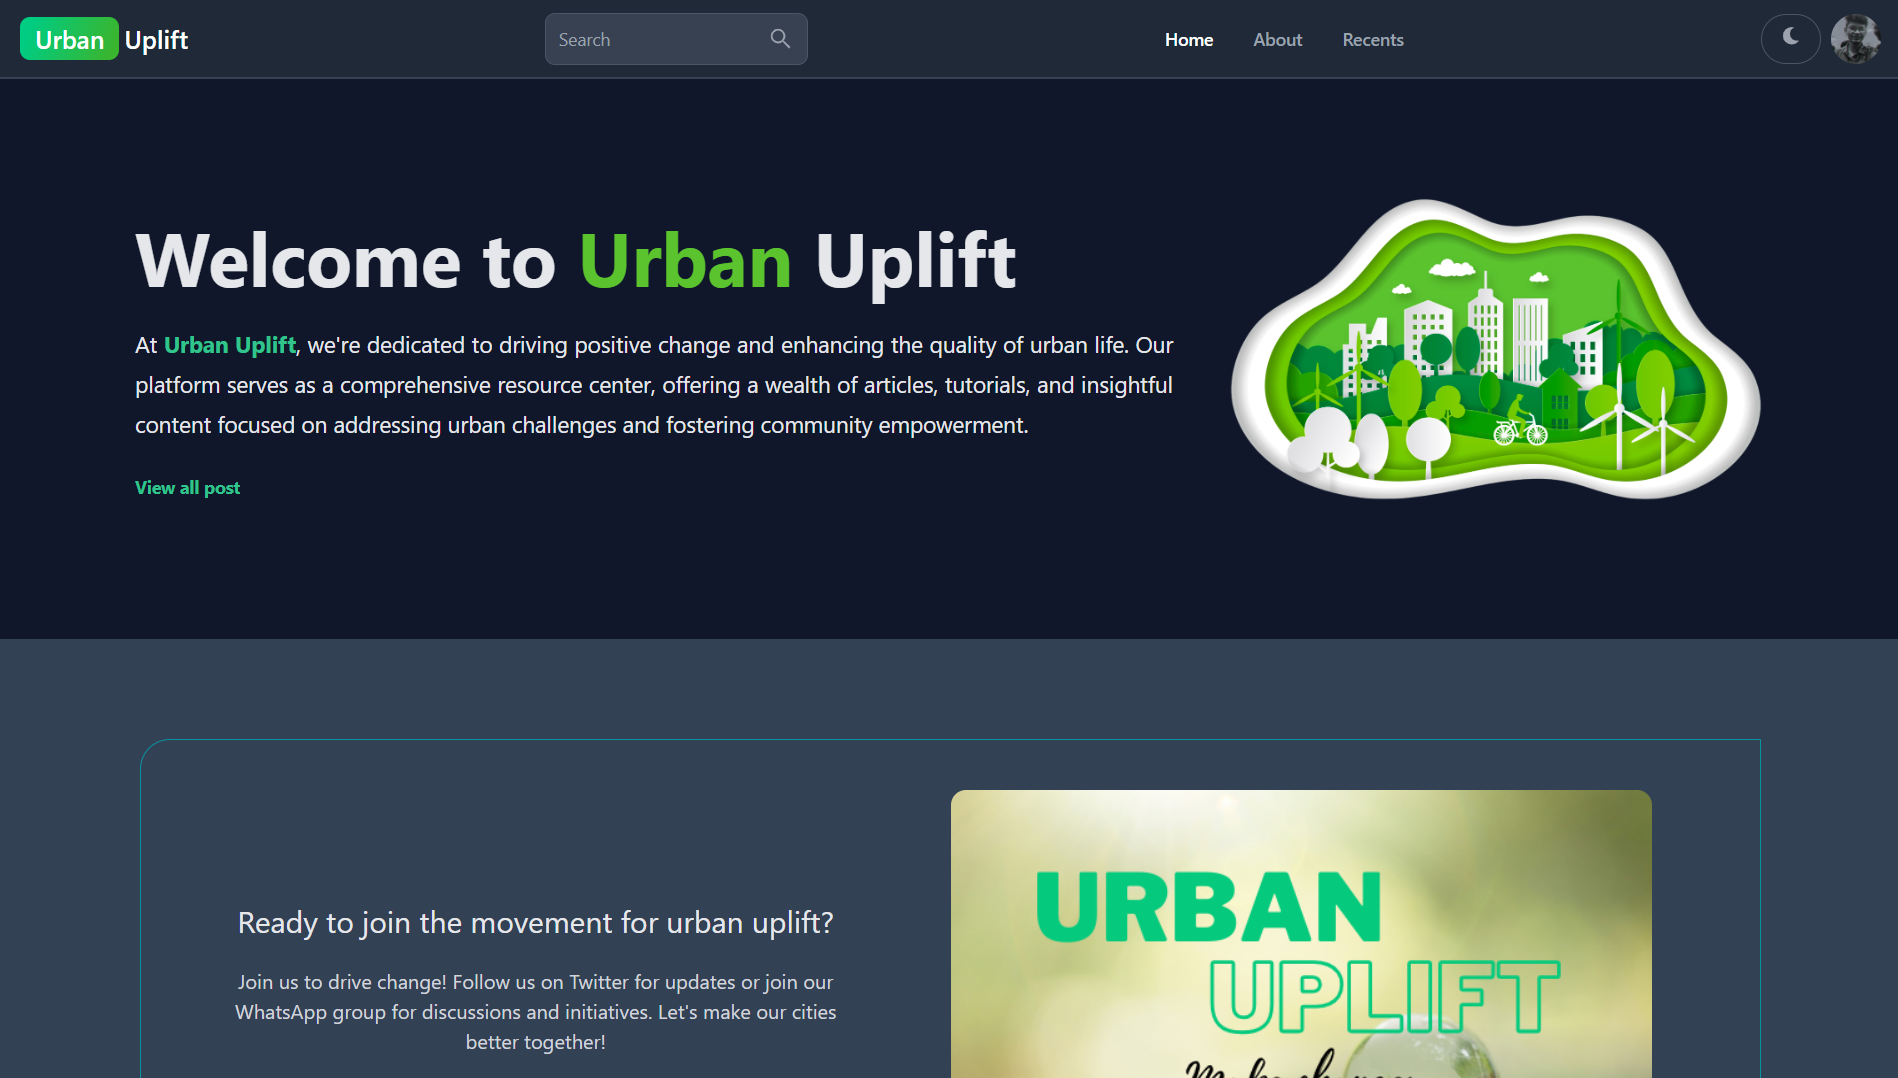 Urban Uplift
Search
Home
About
Recents
Welcome to Urban Uplift
At Urban Uplift, we're dedicated to driving positive change and enhancing the quality of urban life. Our
platform serves as a comprehensive resource center, offering a wealth of articles, tutorials, and insightful
content focused on addressing urban challenges and fostering community empowerment.
View all post
Ready to join the movement for urban uplift?
Join us to drive change! Follow us on Twitter for updates or join our
WhatsApp group for discussions and initiatives. Let's make our cities
better together!
URBAN
UPLIFT